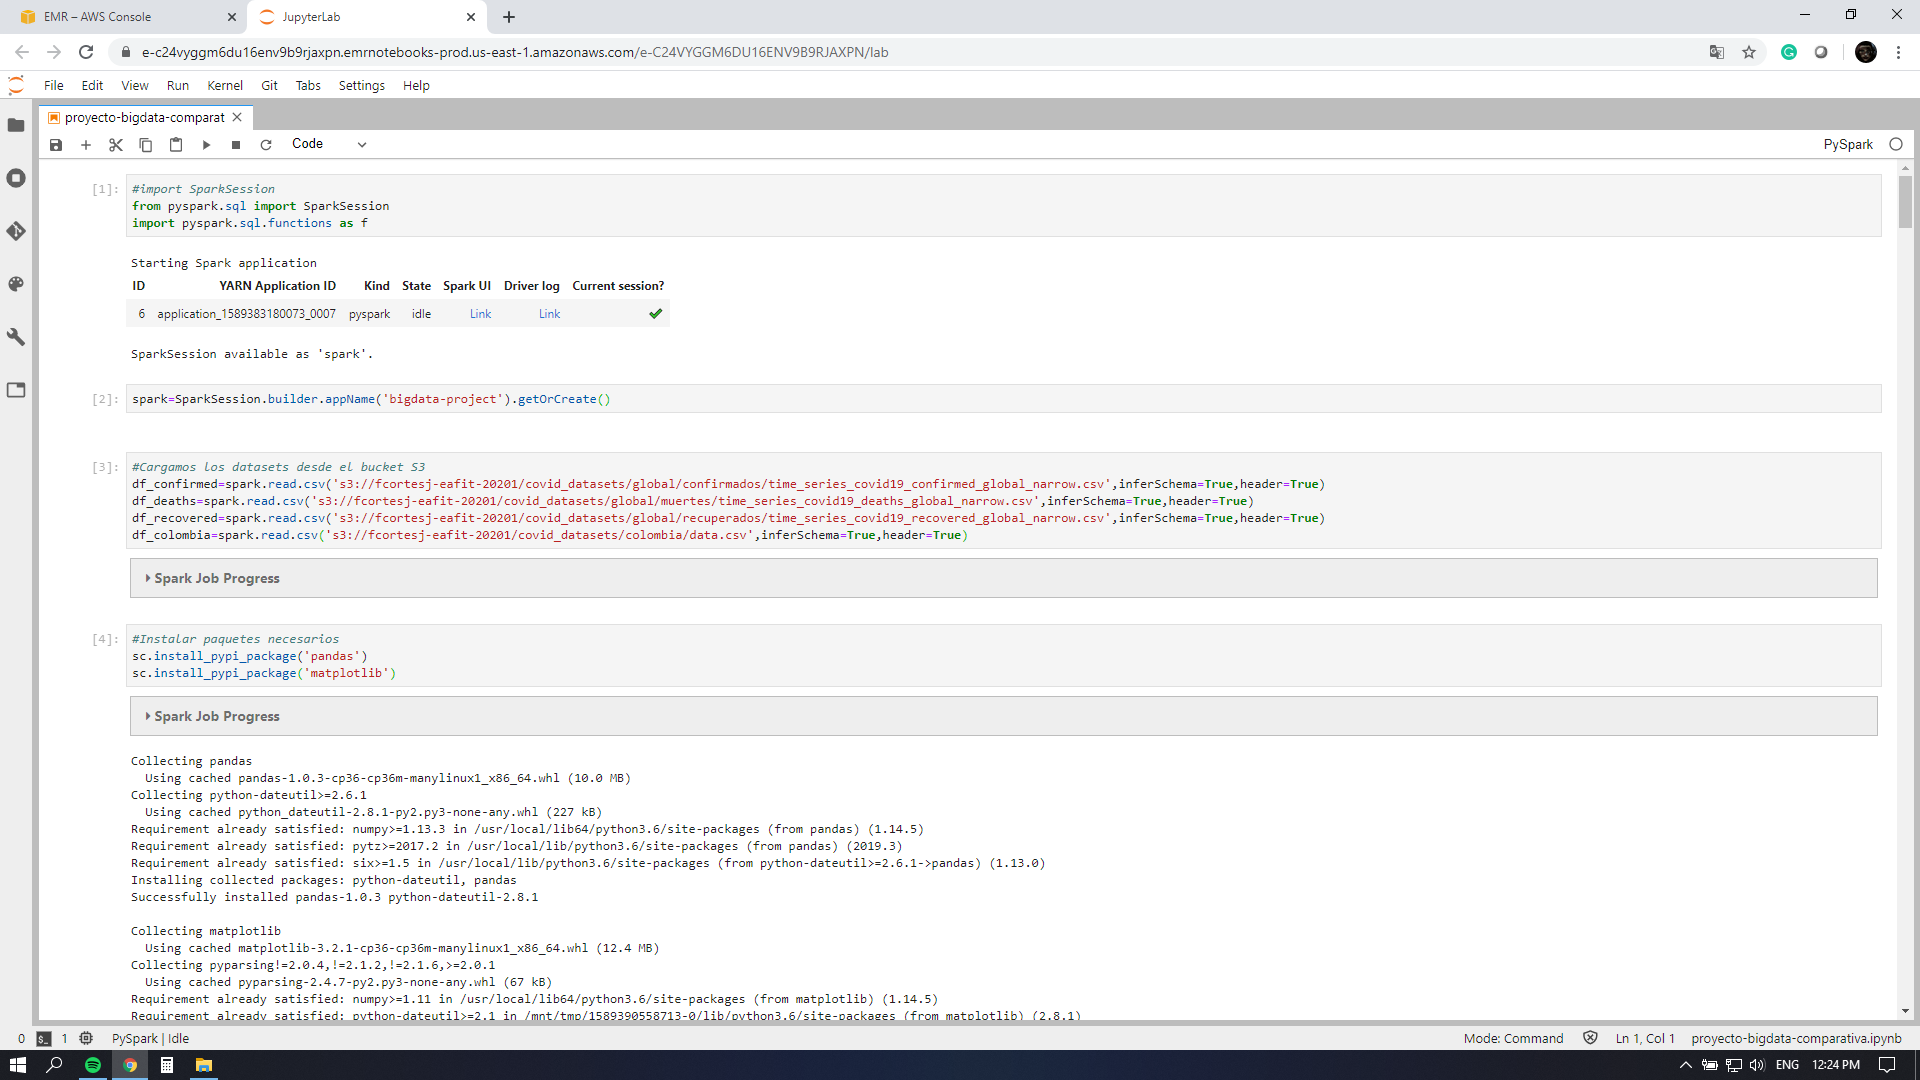 EMR – AWS Console
JupyterLab
e-c24vyggm6du16env9b9rjaxpn.emrnotebooks-prod.us-east-1.amazonaws.com/e-C24VYGGM6DU16ENV9B9RJAXPN/lab
File Edit View Run Kernel Git Tabs Settings Help
proyecto-bigdata-comparat
Code
PySpark
[1]:
#import SparkSession
from pyspark.sql import SparkSession
import pyspark.sql.functions as f
Starting Spark application
ID YARN Application ID Kind State Spark UI Driver log Current session?
6 application_1589383180073_0007 pyspark idle Link Link ✔
SparkSession available as 'spark'.
[2]:
spark=SparkSession.builder.appName('bigdata-project').getOrCreate()
[3]:
#Cargamos los datasets desde el bucket S3
df_confirmed=spark.read.csv('s3://fcortesj-eafit-20201/covid_datasets/global/confirmados/time_series_covid19_confirmed_global_narrow.csv',inferSchema=True,header=True)
df_deaths=spark.read.csv('s3://fcortesj-eafit-20201/covid_datasets/global/muertes/time_series_covid19_deaths_global_narrow.csv',inferSchema=True,header=True)
df_recovered=spark.read.csv('s3://fcortesj-eafit-20201/covid_datasets/global/recuperados/time_series_covid19_recovered_global_narrow.csv',inferSchema=True,header=True)
df_colombia=spark.read.csv('s3://fcortesj-eafit-20201/covid_datasets/colombia/data.csv',inferSchema=True,header=True)
Spark Job Progress
[4]:
#Instalar paquetes necesarios
sc.install_pypi_package('pandas')
sc.install_pypi_package('matplotlib')
Spark Job Progress
Collecting pandas
Using cached pandas-1.0.3-cp36-cp36m-manylinux1_x86_64.whl (10.0 MB)
Collecting python-dateutil>=2.6.1
Using cached python_dateutil-2.8.1-py2.py3-none-any.whl (227 kB)
Requirement already satisfied: numpy>=1.13.3 in /usr/local/lib64/python3.6/site-packages (from pandas) (1.14.5)
Requirement already satisfied: pytz>=2017.2 in /usr/local/lib/python3.6/site-packages (from pandas) (2019.3)
Requirement already satisfied: six>=1.5 in /usr/local/lib/python3.6/site-packages (from python-dateutil>=2.6.1->pandas) (1.13.0)
Installing collected packages: python-dateutil, pandas
Successfully installed pandas-1.0.3 python-dateutil-2.8.1
Collecting matplotlib
Using cached matplotlib-3.2.1-cp36-cp36m-manylinux1_x86_64.whl (12.4 MB)
Collecting pyparsing!=2.0.4,!=2.1.2,!=2.1.6,>=2.0.1
Using cached pyparsing-2.4.7-py2.py3-none-any.whl (67 kB)
Requirement already satisfied: numpy>=1.11 in /usr/local/lib64/python3.6/site-packages (from matplotlib) (1.14.5)
Requirement already satisfied: python-dateutil>=2.1 in /mnt/tmp/1589390558713-0/lib/python3.6/site-packages (from matplotlib) (2.8.1)
0 1 PySpark | Idle
Mode: Command Ln 1, Col 1 proyecto-bigdata-comparativa.ipynb
ENG 12:24 PM